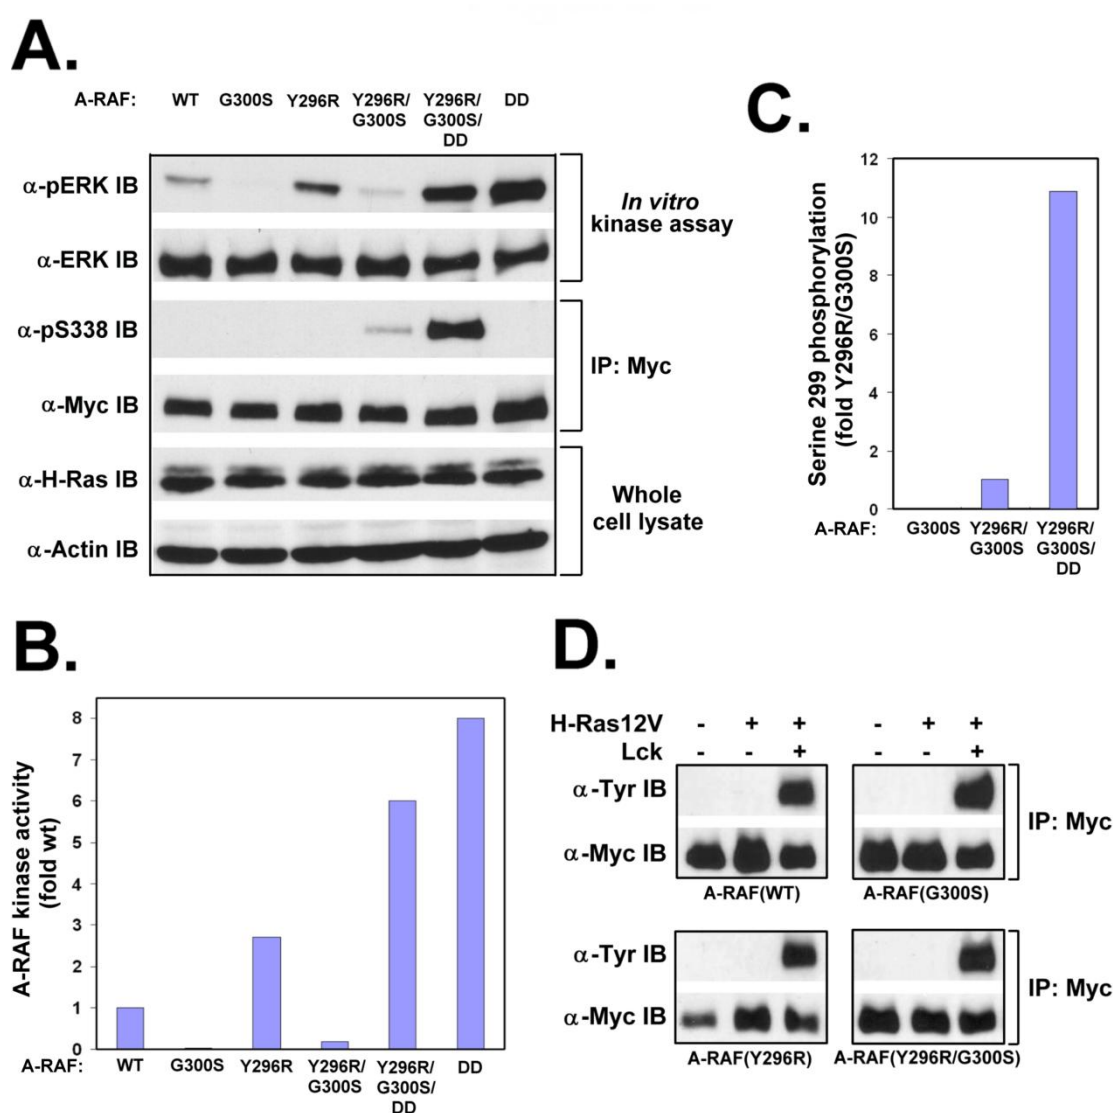 A.
A-RAF: WT G300S Y296R Y296R/ Y296R/ DD
G300S G300S/
DD
α-pERK IB
α-ERK IB
In vitro
kinase assay
α-pS338 IB
α-Myc IB
IP: Myc
α-H-Ras IB
α-Actin IB
Whole
cell lysate
B.
A-RAF kinase activity
(fold wt)
8
7
6
5
4
3
2
1
0
A-RAF: WT G300S Y296R Y296R/ Y296R/ DD
G300S G300S/
DD
C.
Serine 299 phosphorylation
(fold Y296R/G300S)
12
10
8
6
4
2
0
A-RAF: G300S Y296R/ Y296R/
G300S G300S/
DD
D.
H-Ras12V - + + - + +
Lck - - + - - +
α-Tyr IB
α-Myc IB
IP: Myc
A-RAF(WT) A-RAF(G300S)
α-Tyr IB
α-Myc IB
IP: Myc
A-RAF(Y296R) A-RAF(Y296R/G300S)